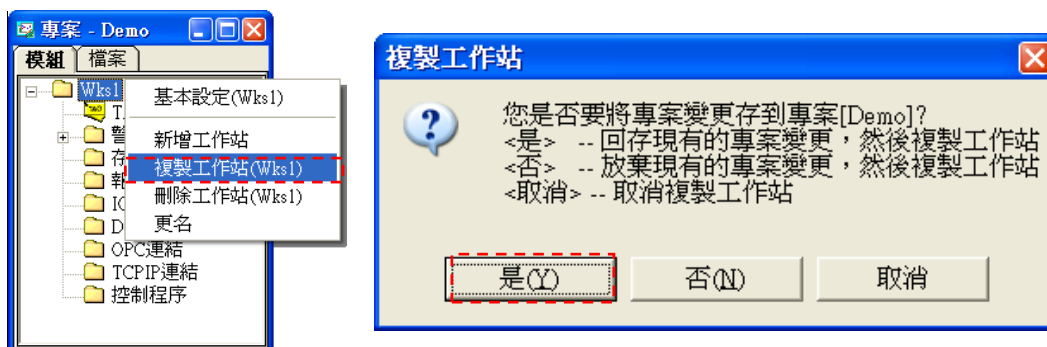 專案 - Demo
模組 檔案
Wks1
T
警
存
報
D
OPC連結
TCPIP連結
控制程序
基本設定(Wks1)
新增工作站
複製工作站(Wks1)
刪除工作站(Wks1)
更名
複製工作站
您是否要將專案變更存到專案[Demo]?
<是> -- 回存現有的專案變更，然後複製工作站
<否> -- 放棄現有的專案變更，然後複製工作站
<取消> -- 取消複製工作站
是(Y) 否(N) 取消